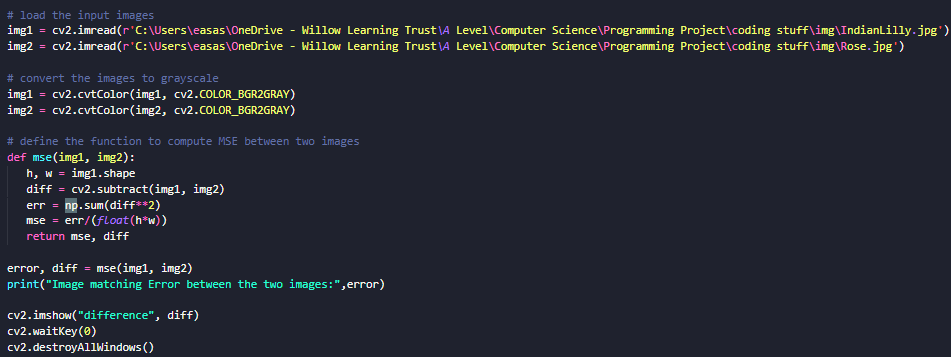 # load the input images
img1 = cv2.imread(r'C:\Users\easas\OneDrive - Willow Learning Trust\A Level\Computer Science\Programming Project\coding stuff\img\IndianLilly.jpg')
img2 = cv2.imread(r'C:\Users\easas\OneDrive - Willow Learning Trust\A Level\Computer Science\Programming Project\coding stuff\img\Rose.jpg')
# convert the images to grayscale
img1 = cv2.cvtColor(img1, cv2.COLOR_BGR2GRAY)
img2 = cv2.cvtColor(img2, cv2.COLOR_BGR2GRAY)
# define the function to compute MSE between two images
def mse(img1, img2):
h, w = img1.shape
diff = cv2.subtract(img1, img2)
err = np.sum(diff**2)
mse = err/(float(h*w))
return mse, diff
error, diff = mse(img1, img2)
print("Image matching Error between the two images:",error)
cv2.imshow("difference", diff)
cv2.waitKey(0)
cv2.destroyAllWindows()